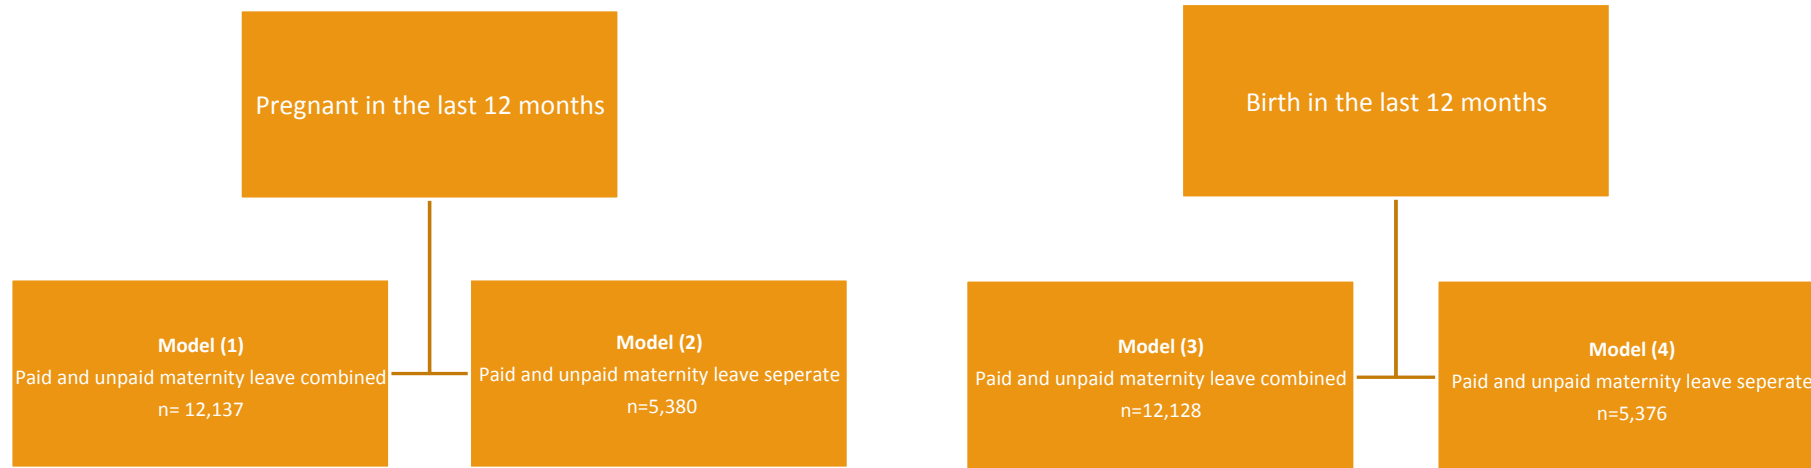 Pregnant in the last 12 months
Birth in the last 12 months
Model (1)
Paid and unpaid maternity leave combined
n= 12,137
Model (2)
Paid and unpaid maternity leave seperate
n=5,380
Model (3)
Paid and unpaid maternity leave combined
n=12,128
Model (4)
Paid and unpaid maternity leave seperate
n=5,376